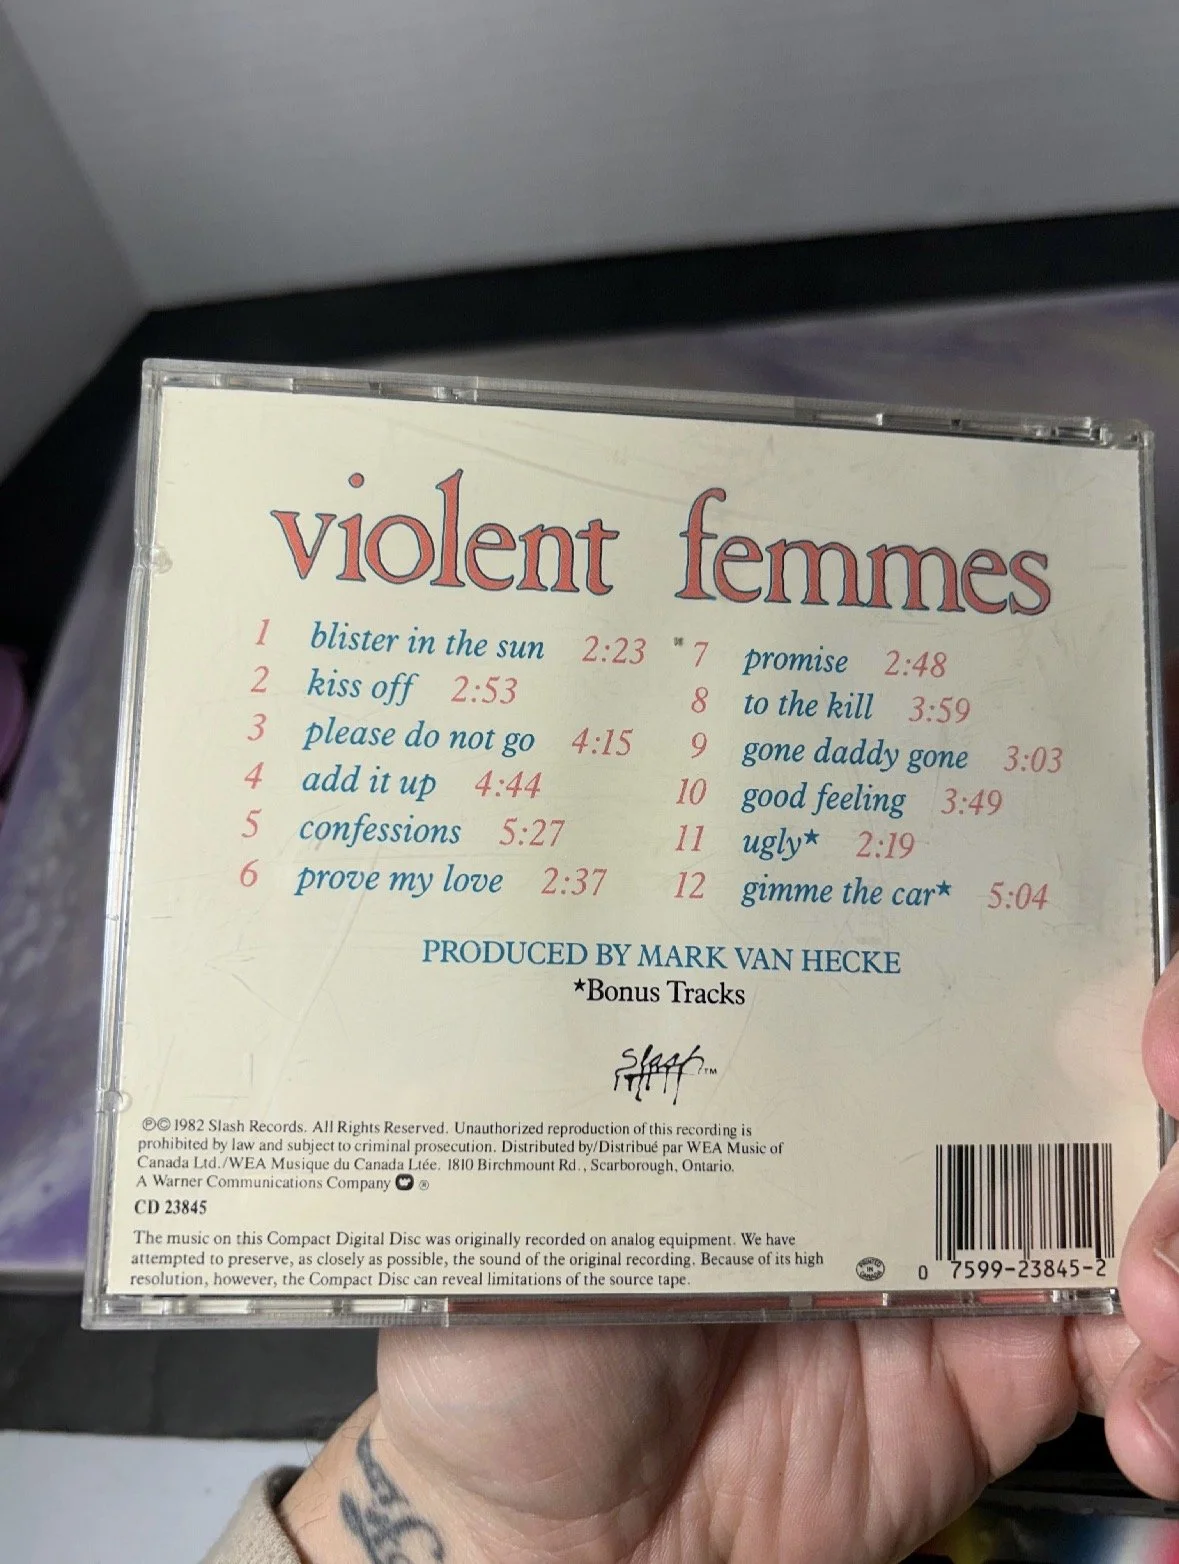 violent femmes
1 blister in the sun 2:23
2 kiss off 2:53
3 please do not go 4:15
4 add it up 4:44
5 confessions 5:27
6 prove my love 2:37
7 promise 2:48
8 to the kill 3:59
9 gone daddy gone 3:03
10 good feeling 3:49
11 ugly★ 2:19
12 gimme the car★ 5:04
PRODUCED BY MARK VAN HECKE
★Bonus Tracks
Slash™
℗© 1982 Slash Records. All Rights Reserved. Unauthorized reproduction of this recording is
prohibited by law and subject to criminal prosecution. Distributed by/Distribué par WEA Music of
Canada Ltd./WEA Musique du Canada Ltée. 1810 Birchmount Rd., Scarborough, Ontario.
A Warner Communications Company ®
CD 23845
The music on this Compact Digital Disc was originally recorded on analog equipment. We have
attempted to preserve, as closely as possible, the sound of the original recording. Because of its high
resolution, however, the Compact Disc can reveal limitations of the source tape.
PRINTED IN CANADA
0 7599-23845-2